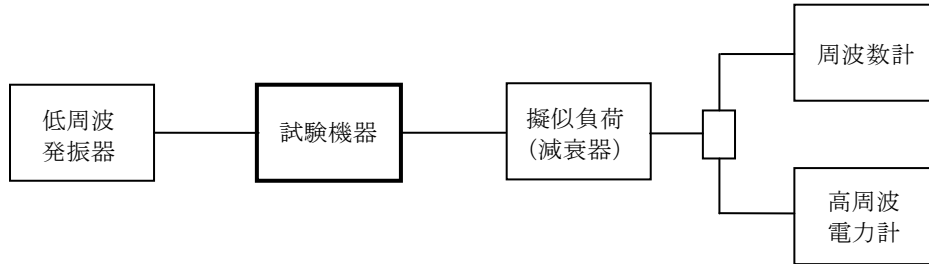 低周波
発振器
試験機器
擬似負荷
(減衰器)
周波数計
高周波
電力計